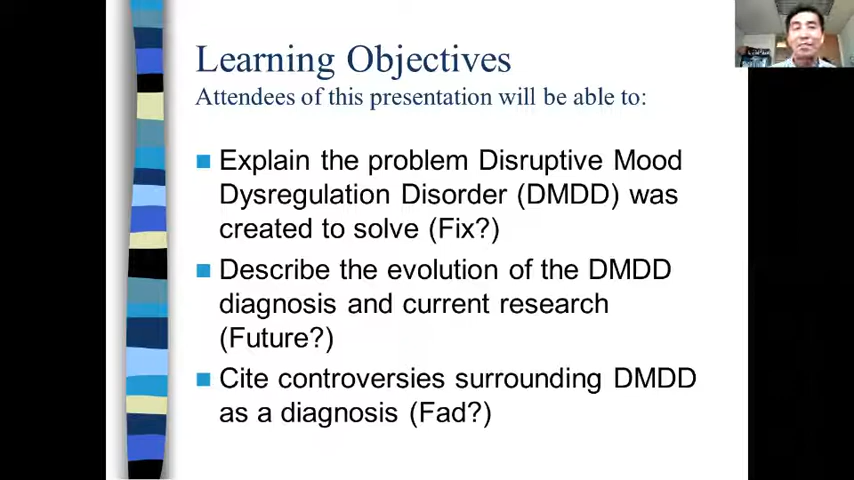 Learning Objectives
Attendees of this presentation will be able to:
Explain the problem Disruptive Mood
Dysregulation Disorder (DMDD) was
created to solve (Fix?)
Describe the evolution of the DMDD
diagnosis and current research
(Future?)
Cite controversies surrounding DMDD
as a diagnosis (Fad?)